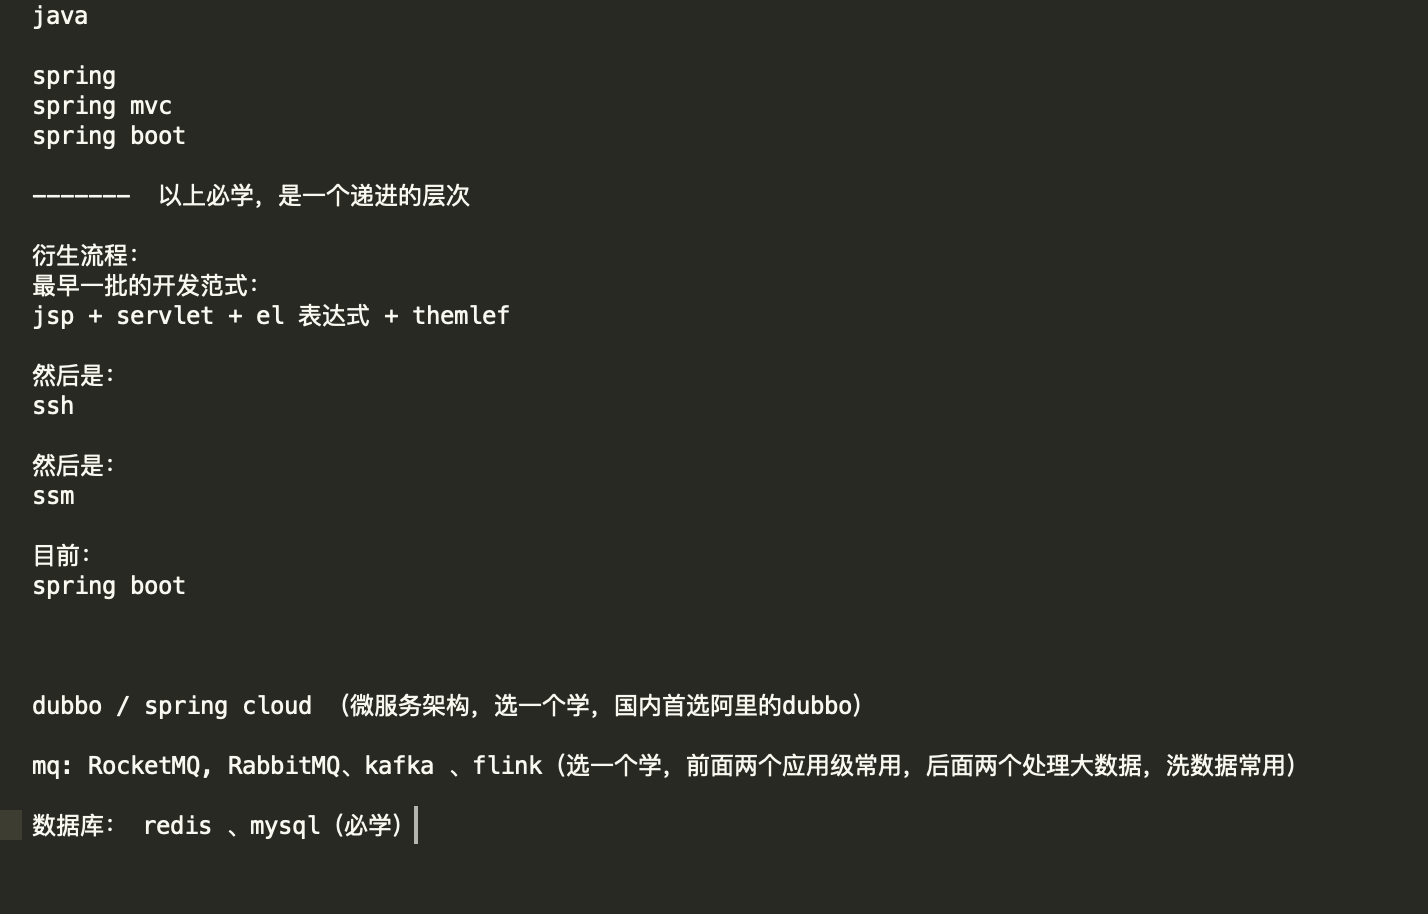 java
spring
spring mvc
spring boot
-------  以上必学，是一个递进的层次
衍生流程：
最早一批的开发范式：
jsp + servlet + el 表达式 + themlef
然后是：
ssh
然后是：
ssm
目前：
spring boot
dubbo / spring cloud （微服务架构，选一个学，国内首选阿里的dubbo）
mq: RocketMQ, RabbitMQ、kafka 、flink（选一个学，前面两个应用级常用，后面两个处理大数据，洗数据常用）
数据库： redis 、mysql（必学）